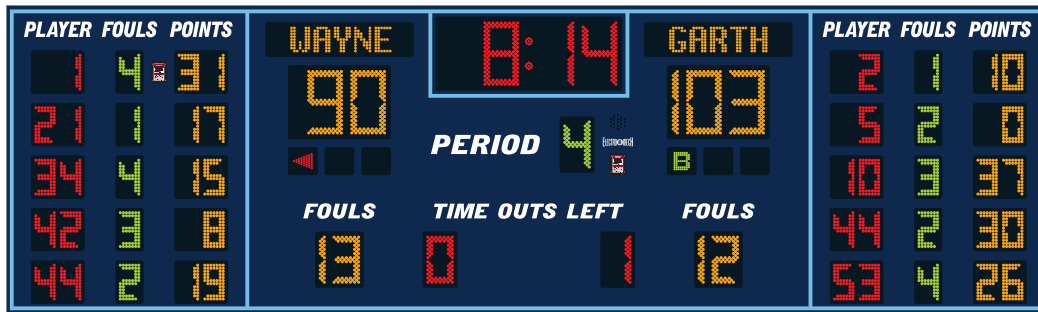 PLAYER FOULS POINTS
1 4 31
21 1 17
34 4 15
42 3 8
44 2 19
WAYNE 8:14 GARTH
90 103
PERIOD 4
B
FOULS TIME OUTS LEFT FOULS
13 0 1 12
PLAYER FOULS POINTS
2 1 10
5 2 0
10 3 37
44 2 30
53 4 26